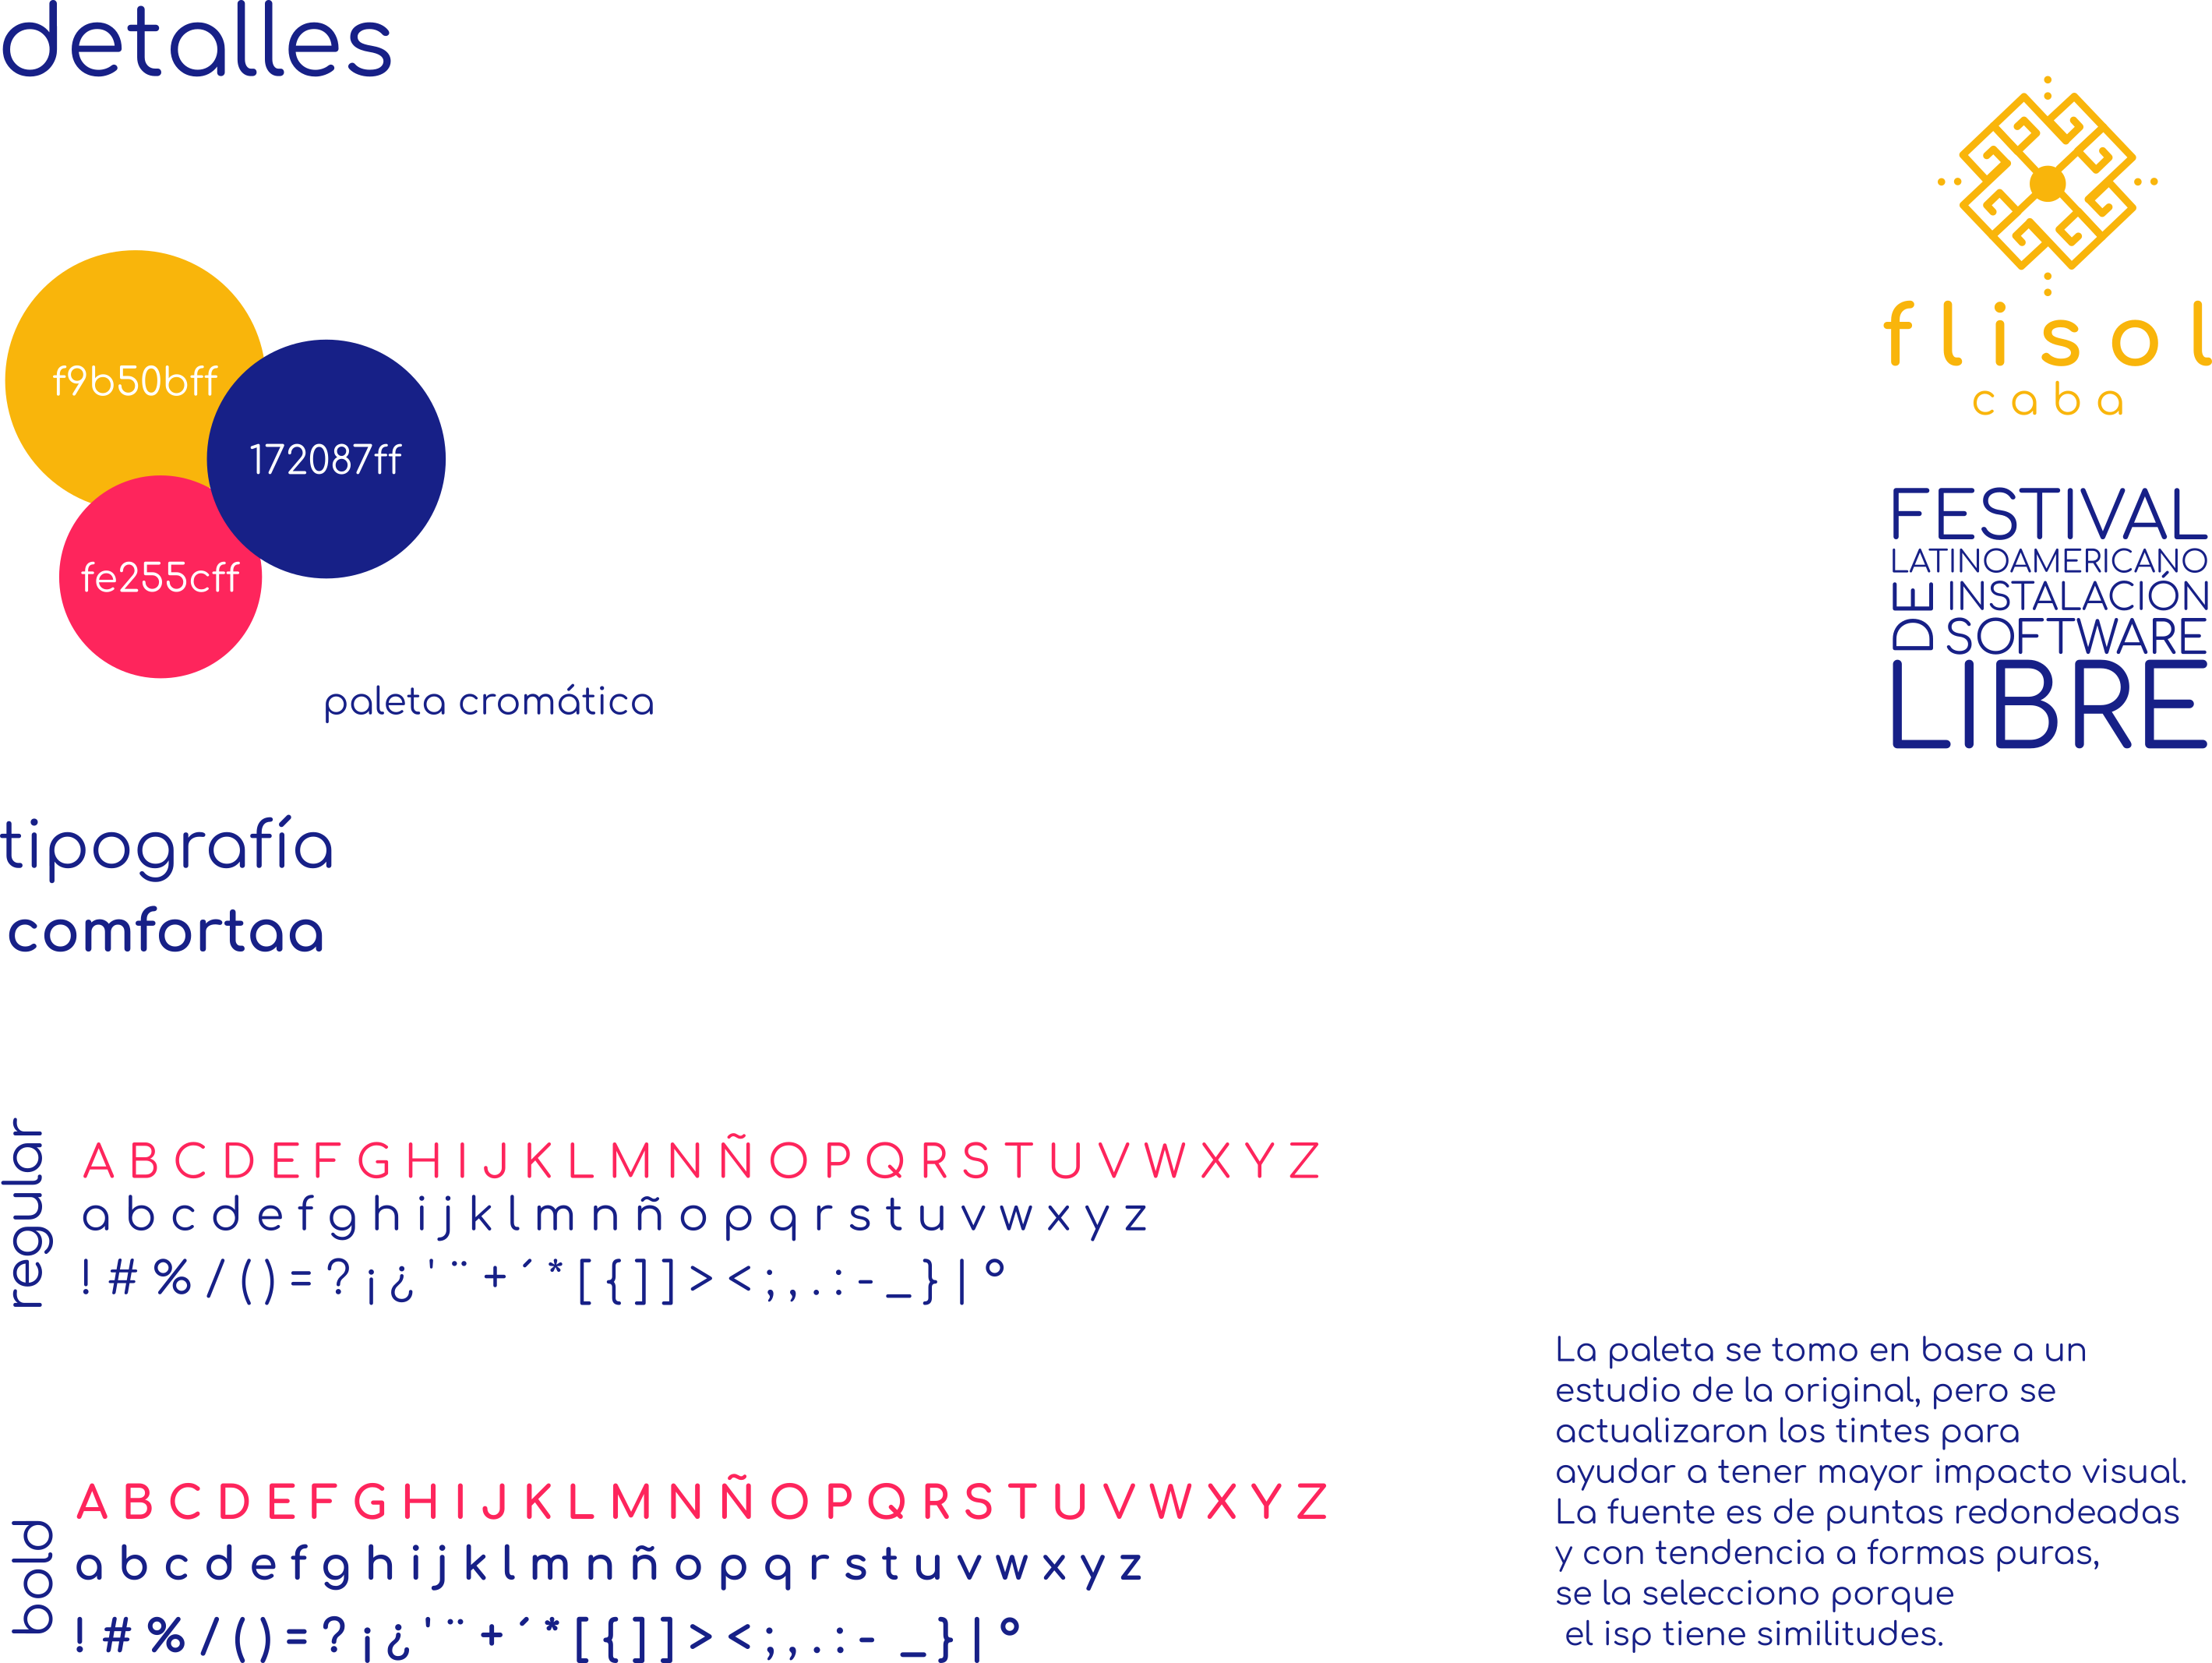 detalles
f9b50bff
172087ff
fe255cff
paleta cromática
flisol
caba
FESTIVAL
LATINOAMERICANO
DE
INSTALACIÓN
SOFTWARE
LIBRE
tipografía
comfortaa
regular
A B C D E F G H I J K L M N Ñ O P Q R S T U V W X Y Z
a b c d e f g h i j k l m n ñ o p q r s t u v w x y z
! # % / ( ) = ? ¡ ¿ ' ¨ + ´ * [ { ] ] > < ; , . : - _ } | °
bold
A B C D E F G H I J K L M N Ñ O P Q R S T U V W X Y Z
a b c d e f g h i j k l m n ñ o p q r s t u v w x y z
! # % / ( ) = ? ¡ ¿ ' ¨ + ´ * [ { ] ] > < ; , . : - _ } | °
La paleta se tomo en base a un
estudio de la original, pero se
actualizaron los tintes para
ayudar a tener mayor impacto visual.
La fuente es de puntas redondeadas
y con tendencia a formas puras,
se la selecciono porque
el isp tiene similitudes.